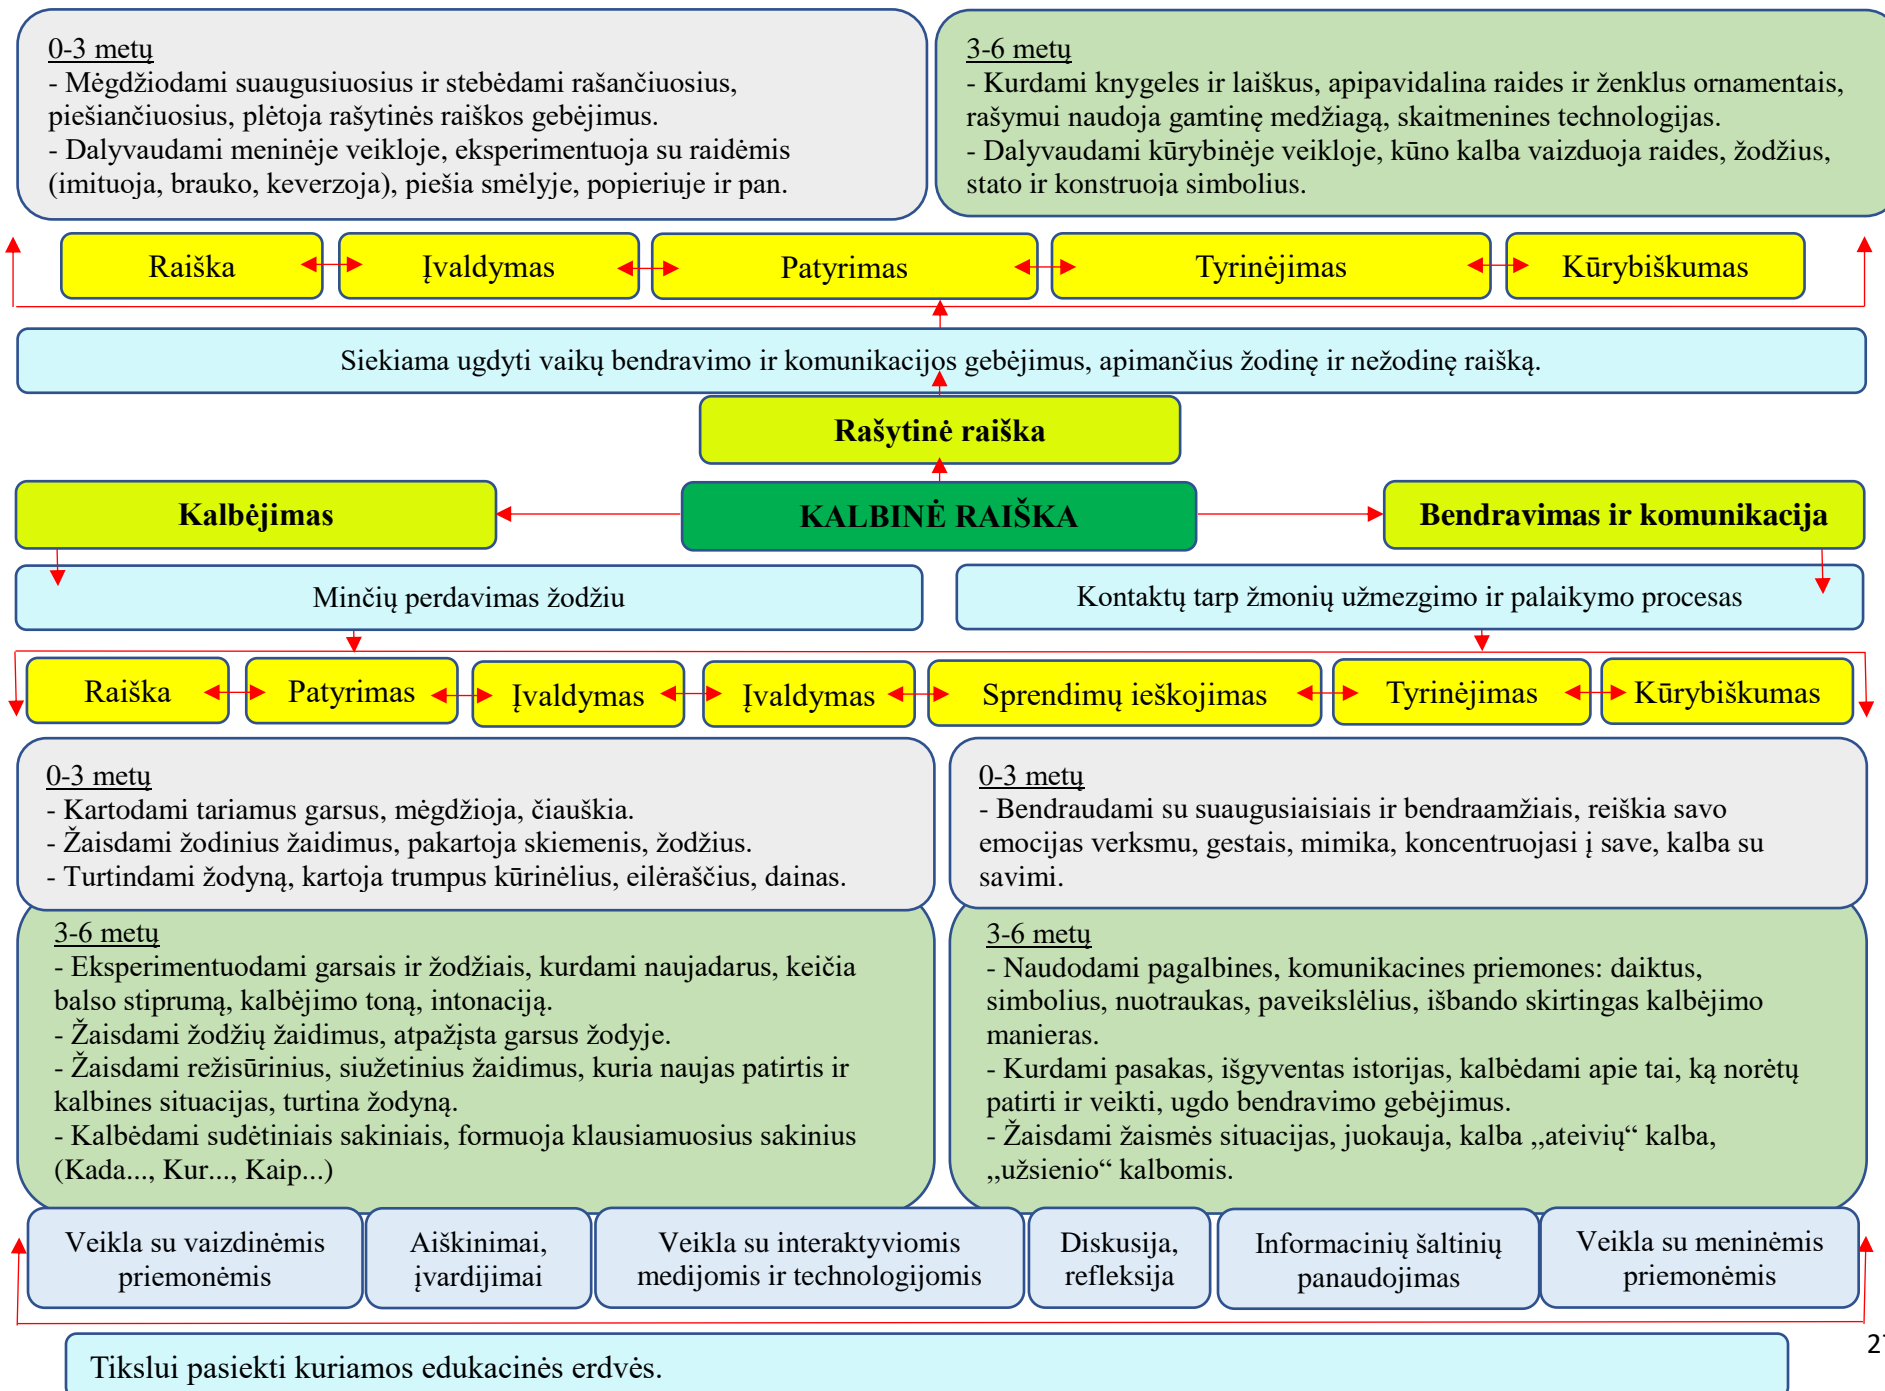 0-3 metų
- Mėgdžiodami suaugusiuosius ir stebėdami rašančiuosius,
piešiančiuosius, plėtoja rašytinės raiškos gebėjimus.
- Dalyvaudami meninėje veikloje, eksperimentuoja su raidėmis
(imituoja, brauko, keverzoja), piešia smėlyje, popieriuje ir pan.
3-6 metų
- Kurdami knygeles ir laiškus, apipavidalina raides ir ženklus ornamentais,
rašymui naudoja gamtinę medžiagą, skaitmenines technologijas.
- Dalyvaudami kūrybinėje veikloje, kūno kalba vaizduoja raides, žodžius,
stato ir konstruoja simbolius.
Raiška
Įvaldymas
Patyrimas
Tyrinėjimas
Kūrybiškumas
Siekiama ugdyti vaikų bendravimo ir komunikacijos gebėjimus, apimančius žodinę ir nežodinę raišką.
Rašytinė raiška
Kalbėjimas
KALBINĖ RAIŠKA
Bendravimas ir komunikacija
Minčių perdavimas žodžiu
Kontaktų tarp žmonių užmezgimo ir palaikymo procesas
Raiška
Patyrimas
Įvaldymas
Įvaldymas
Sprendimų ieškojimas
Tyrinėjimas
Kūrybiškumas
0-3 metų
- Kartodami tariamus garsus, mėgdžioja, čiauškia.
- Žaisdami žodinius žaidimus, pakartoja skiemenis, žodžius.
- Turtindami žodyną, kartoja trumpus kūrinėlius, eilėraščius, dainas.
0-3 metų
- Bendraudami su suaugusiaisiais ir bendraamžiais, reiškia savo
emocijas verksmu, gestais, mimika, koncentruojasi į save, kalba su
savimi.
3-6 metų
- Eksperimentuodami garsais ir žodžiais, kurdami naujadarus, keičia
balso stiprumą, kalbėjimo toną, intonaciją.
- Žaisdami žodžių žaidimus, atpažįsta garsus žodyje.
- Žaisdami režisūrinius, siužetinius žaidimus, kuria naujas patirtis ir
kalbines situacijas, turtina žodyną.
- Kalbėdami sudėtiniais sakiniais, formuoja klausiamuosius sakinius
(Kada..., Kur..., Kaip...)
3-6 metų
- Naudodami pagalbines, komunikacines priemones: daiktus,
simbolius, nuotraukas, paveikslėlius, išbando skirtingas kalbėjimo
manieras.
- Kurdami pasakas, išgyventas istorijas, kalbėdami apie tai, ką norėtų
patirti ir veikti, ugdo bendravimo gebėjimus.
- Žaisdami žaismės situacijas, juokauja, kalba ,,ateivių“ kalba,
,,užsienio“ kalbomis.
Veikla su vaizdinėmis
priemonėmis
Aiškinimai,
įvardijimai
Veikla su interaktyviomis
medijomis ir technologijomis
Diskusija,
refleksija
Informacinių šaltinių
panaudojimas
Veikla su meninėmis
priemonėmis
Tikslui pasiekti kuriamos edukacinės erdvės.